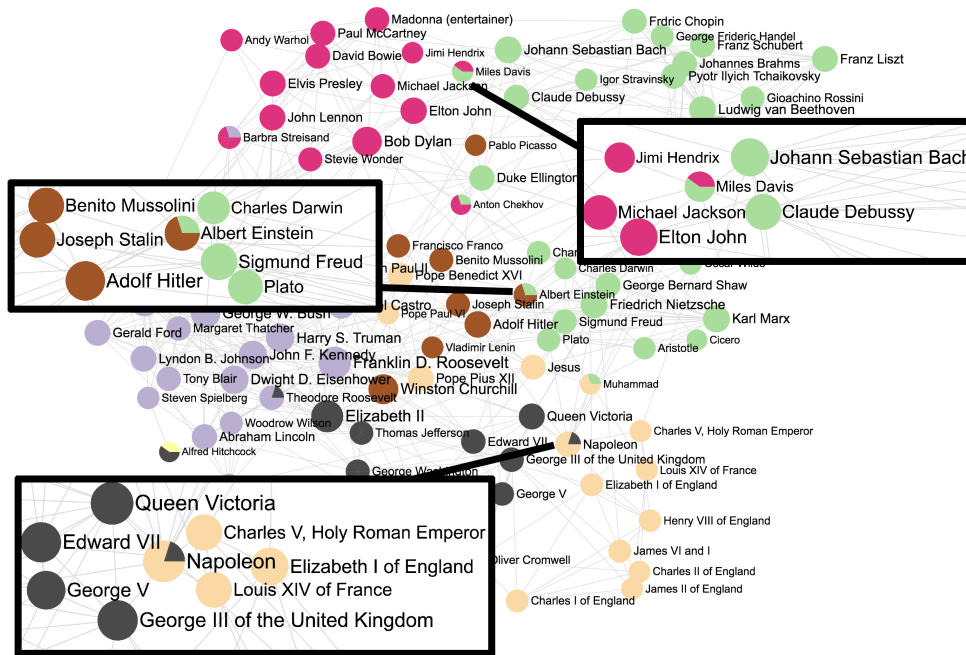 Madonna (entertainer)
Frdric Chopin
Andy Warhol
Paul McCartney
George Frideric Handel
Franz Schubert
David Bowie
Jimi Hendrix
Johann Sebastian Bach
Franz Liszt
Johannes Brahms
Miles Davis
Igor Stravinsky
Pyotr Ilyich Tchaikovsky
Elvis Presley
Michael Jackson
Claude Debussy
Gioachino Rossini
Elton John
Ludwig van Beethoven
John Lennon
Barbra Streisand
Bob Dylan
Pablo Picasso
Stevie Wonder
Jimi Hendrix
Johann Sebastian Bach
Miles Davis
Michael Jackson
Claude Debussy
Elton John
Duke Ellington
Anton Chekhov
Benito Mussolini
Charles Darwin
Joseph Stalin
Albert Einstein
Sigmund Freud
Adolf Hitler
Plato
Francisco Franco
Benito Mussolini
Char
n Paul II
Pope Benedict XVI
Charles Darwin
Oscar Wilde
George Bernard Shaw
Albert Einstein
l Castro
Joseph Stalin
Friedrich Nietzsche
George W. Bush
Pope Paul VI
Karl Marx
Gerald Ford
Margaret Thatcher
Adolf Hitler
Sigmund Freud
Harry S. Truman
Plato
Cicero
Vladimir Lenin
Aristotle
Lyndon B. Johnson
John F. Kennedy
Franklin D. Roosevelt
Jesus
Tony Blair
Dwight D. Eisenhower
Pope Pius XII
Muhammad
Winston Churchill
Steven Spielberg
Theodore Roosevelt
Elizabeth II
Queen Victoria
Woodrow Wilson
Thomas Jefferson
Charles V, Holy Roman Emperor
Abraham Lincoln
Edward VII
Napoleon
Alfred Hitchcock
George III of the United Kingdom
George Washington
Louis XIV of France
Elizabeth I of England
George V
Henry VIII of England
Queen Victoria
Charles V, Holy Roman Emperor
Edward VII
Napoleon
Elizabeth I of England
George V
Louis XIV of France
George III of the United Kingdom
James VI and I
Oliver Cromwell
Charles II of England
James II of England
Charles I of England